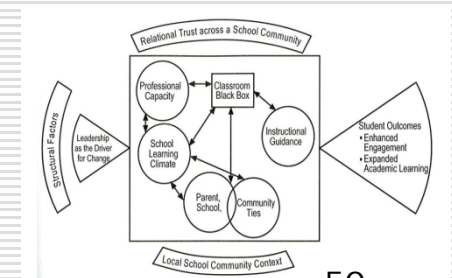 Relational Trust across a School Community
Structural Factors
Leadership
as the Driver
for Change
Professional
Capacity
Classroom
Black Box
School
Learning
Climate
Instructional
Guidance
Parent,
School,
Community
Ties
Student Outcomes
• Enhanced
Engagement
• Expanded
Academic Learning
Local School Community Context